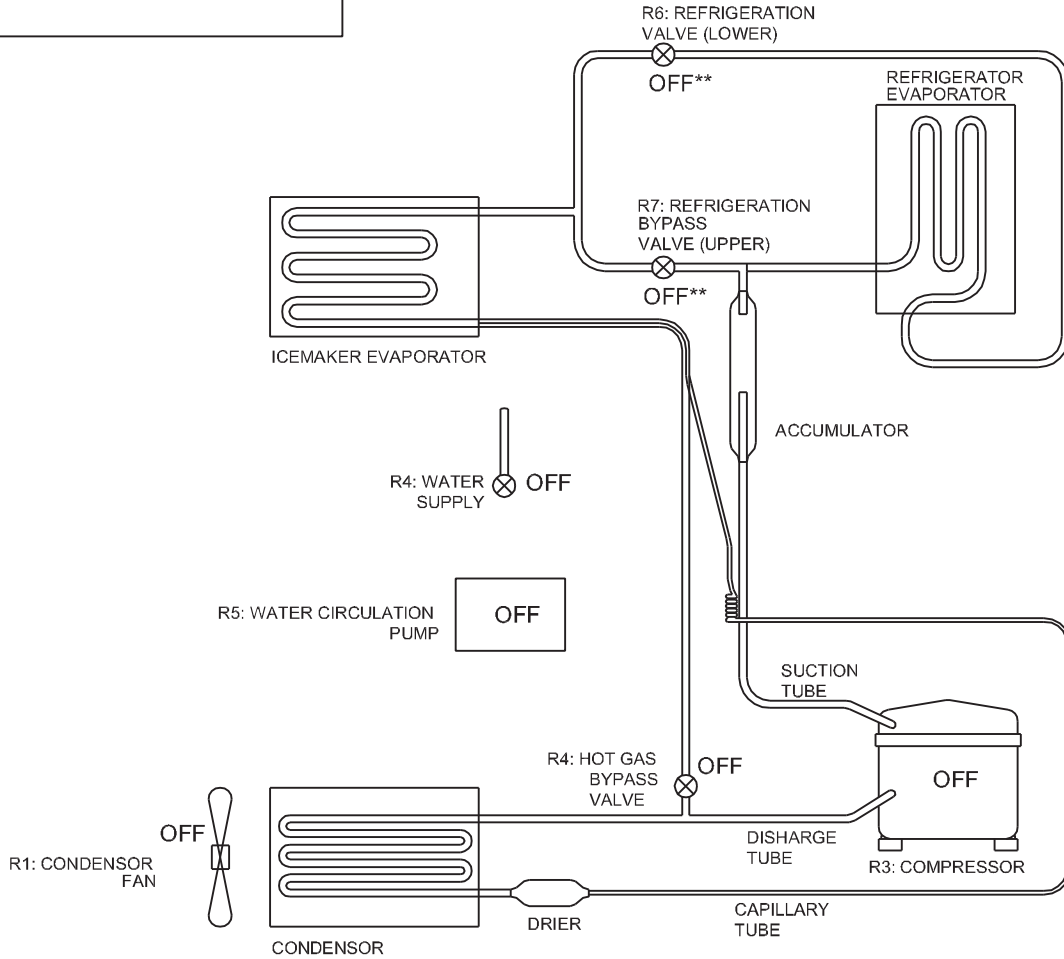 R6: REFRIGERATION
VALVE (LOWER)
OFF**
REFRIGERATOR
EVAPORATOR
R7: REFRIGERATION
BYPASS
VALVE (UPPER)
OFF**
ICEMAKER EVAPORATOR
ACCUMULATOR
R4: WATER
SUPPLY
OFF
R5: WATER CIRCULATION
PUMP
OFF
SUCTION
TUBE
R4: HOT GAS
BYPASS
VALVE
OFF
OFF
OFF
R1: CONDENSOR
FAN
DISHARGE
TUBE
R3: COMPRESSOR
DRIER
CAPILLARY
TUBE
CONDENSOR